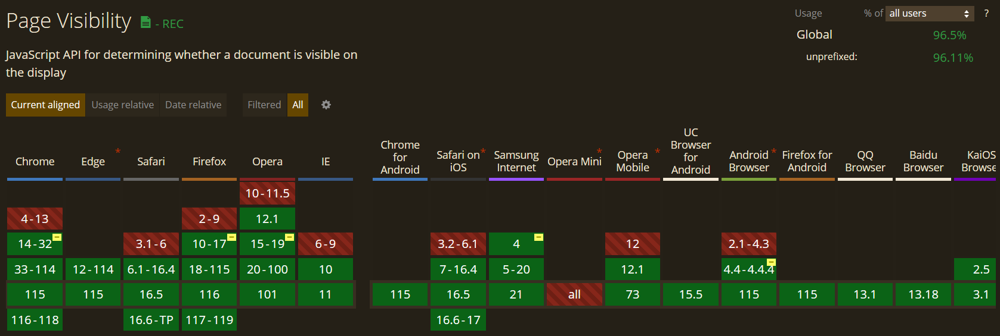 Page Visibility - REC
Usage % of all users ?
Global 96.5%
unprefixed: 96.11%
JavaScript API for determining whether a document is visible on
the display
Current aligned Usage relative Date relative Filtered All
Chrome
Edge *
Safari
Firefox
Opera
IE
Chrome
for
Android
Safari on *
iOS
Samsung
Internet
Opera Mini *
Opera *
Mobile
UC
Browser
for
Android
Android *
Browser
Firefox for
Android
QQ
Browser
Baidu
Browser
KaiOS
Browse
10-11.5
4-13 2-9 12.1
14-32 3.1-6 10-17 15-19 6-9 3.2-6.1 4 12 2.1-4.3
33-114 12-114 6.1-16.4 18-115 20-100 10 7-16.4 5-20 12.1 4.4-4.4.4 2.5
115 115 16.5 116 101 11 115 16.5 21 all 73 15.5 115 115 13.1 13.18 3.1
116-118 16.6-TP 117-119 16.6-17